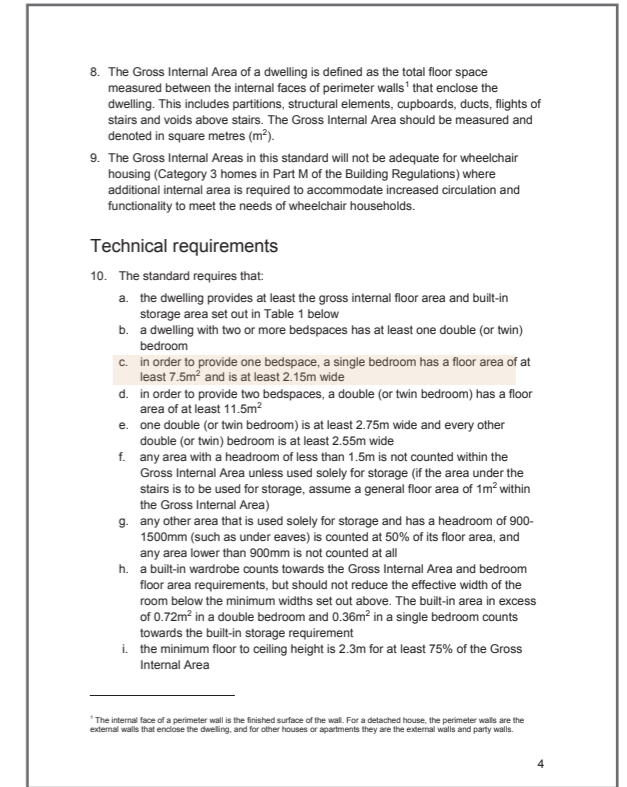 8. The Gross Internal Area of a dwelling is defined as the total floor space
measured between the internal faces of perimeter walls¹ that enclose the
dwelling. This includes partitions, structural elements, cupboards, ducts, flights of
stairs and voids above stairs. The Gross Internal Area should be measured and
denoted in square metres (m²).
9. The Gross Internal Areas in this standard will not be adequate for wheelchair
housing (Category 3 homes in Part M of the Building Regulations) where
additional internal area is required to accommodate increased circulation and
functionality to meet the needs of wheelchair households.
Technical requirements
10. The standard requires that:
a. the dwelling provides at least the gross internal floor area and built-in
storage area set out in Table 1 below
b. a dwelling with two or more bedspaces has at least one double (or twin)
bedroom
c. in order to provide one bedspace, a single bedroom has a floor area of at
least 7.5m² and is at least 2.15m wide
d. in order to provide two bedspaces, a double (or twin bedroom) has a floor
area of at least 11.5m²
e. one double (or twin bedroom) is at least 2.75m wide and every other
double (or twin) bedroom is at least 2.55m wide
f. any area with a headroom of less than 1.5m is not counted within the
Gross Internal Area unless used solely for storage (if the area under the
stairs is to be used for storage, assume a general floor area of 1m² within
the Gross Internal Area)
g. any other area that is used solely for storage and has a headroom of 900-
1500mm (such as under eaves) is counted at 50% of its floor area, and
any area lower than 900mm is not counted at all
h. a built-in wardrobe counts towards the Gross Internal Area and bedroom
floor area requirements, but should not reduce the effective width of the
room below the minimum widths set out above. The built-in area in excess
of 0.72m² in a double bedroom and 0.36m² in a single bedroom counts
towards the built-in storage requirement
i. the minimum floor to ceiling height is 2.3m for at least 75% of the Gross
Internal Area
¹ The internal face of a perimeter wall is the finished surface of the wall. For a detached house, the perimeter walls are the
external walls that enclose the dwelling, and for other houses or apartments they are the external walls and party walls.
4